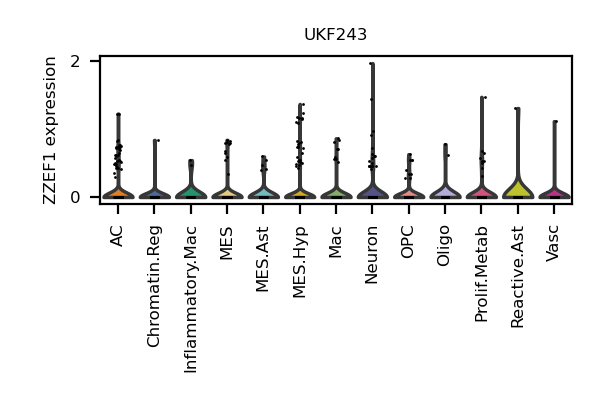 UKF243
ZZEF1 expression
2
0
AC
Chromatin.Reg
Inflammatory.Mac
MES
MES.Ast
MES.Hyp
Mac
Neuron
OPC
Oligo
Prolif.Metab
Reactive.Ast
Vasc